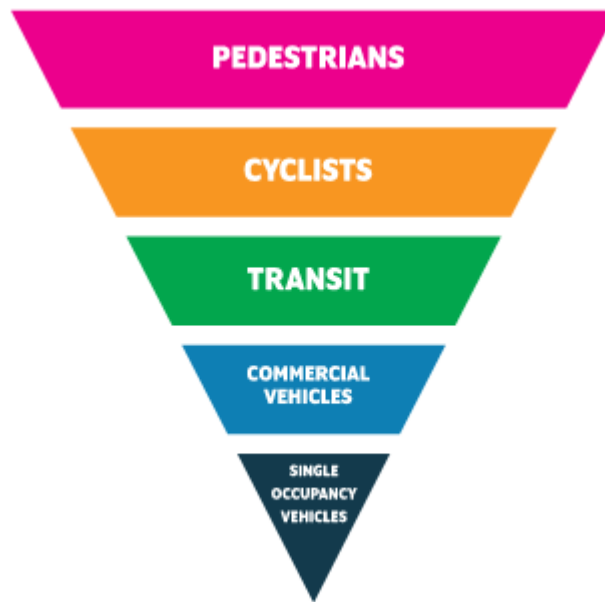 PEDESTRIANS
CYCLISTS
TRANSIT
COMMERCIAL
VEHICLES
SINGLE
OCCUPANCY
VEHICLES